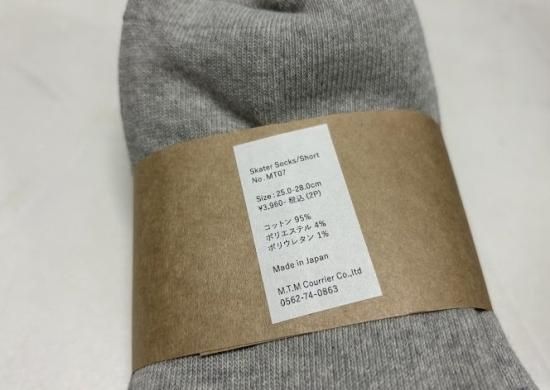 Skater Socks/Short
No.MT07
Size:25.0-28.0cm
¥3,960- 税込 (2P)
コットン 95%
ポリエステル 4%
ポリウレタン 1%
Made in Japan
M.T.M Courrier Co.,ltd
0562-74-0863